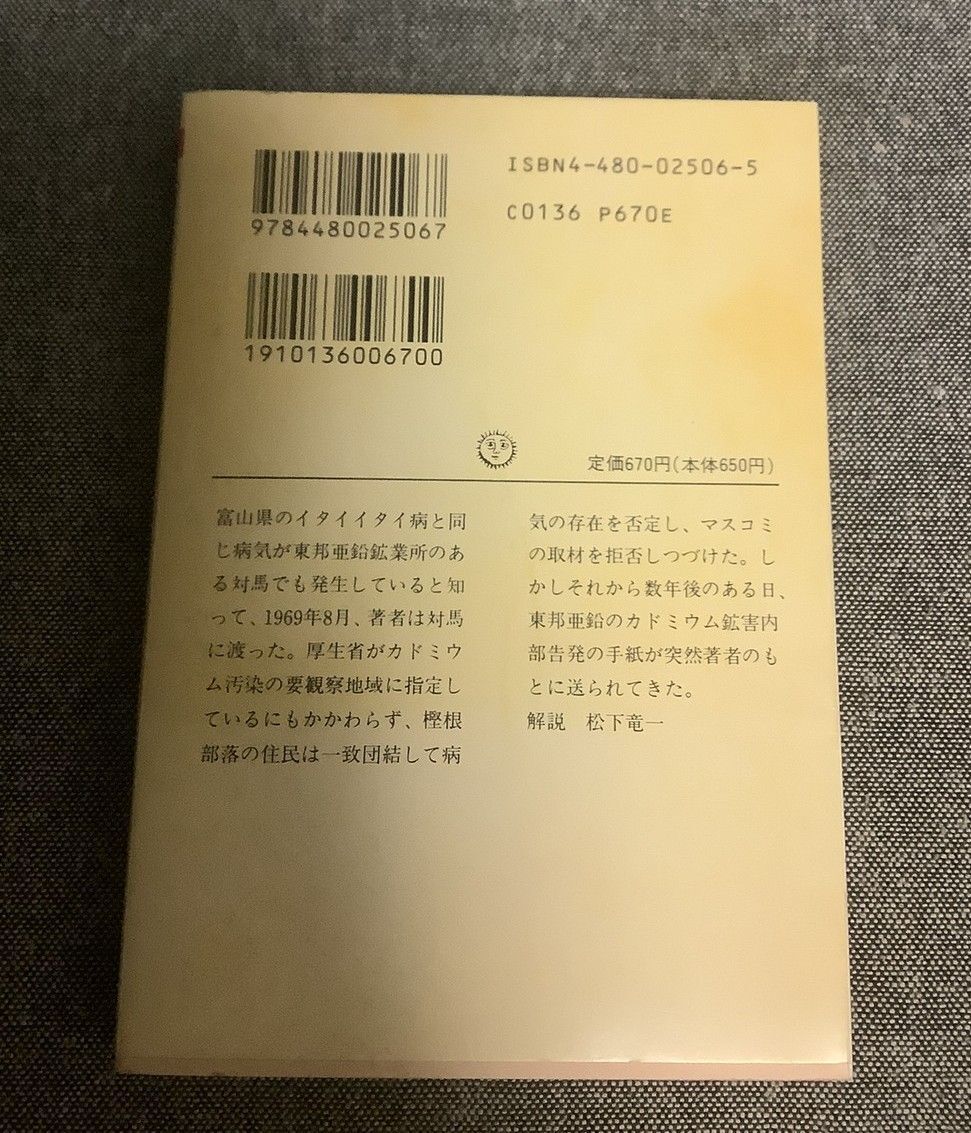 9784480025067
1910136006700
ISBN4-480-02506-5
C0136 P670E
定価670円(本体650円)
富山県のイタイイタイ病と同
じ病気が東邦亜鉛鉱業所のあ
る対馬でも発生していると知
って、1969年8月、著者は対馬
に渡った。厚生省がカドミウ
ム汚染の要観察地域に指定し
ているにもかかわらず、樫根
部落の住民は一致団結して病
気の存在を否定し、マスコミ
の取材を拒否しつづけた。し
かしそれから数年後のある日、
東邦亜鉛のカドミウム鉱害内
部告発の手紙が突然著者のも
とに送られてきた。
解説 松下竜一